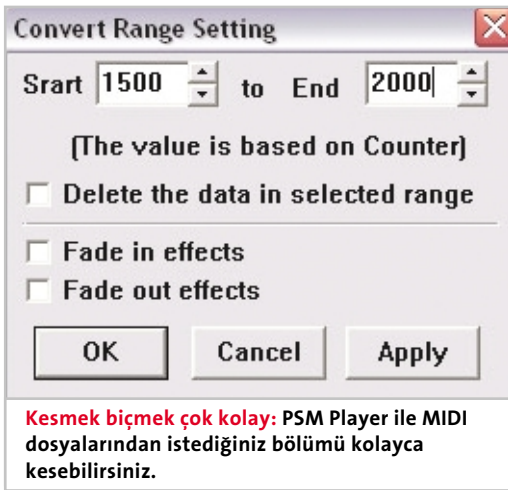 Convert Range Setting
Srart 1500 to End 2000
(The value is based on Counter)
Delete the data in selected range
Fade in effects
Fade out effects
OK Cancel Apply
Kesmek biçmek çok kolay: PSM Player ile MIDI
dosyalarından istediğiniz bölümü kolayca
kesebilirsiniz.